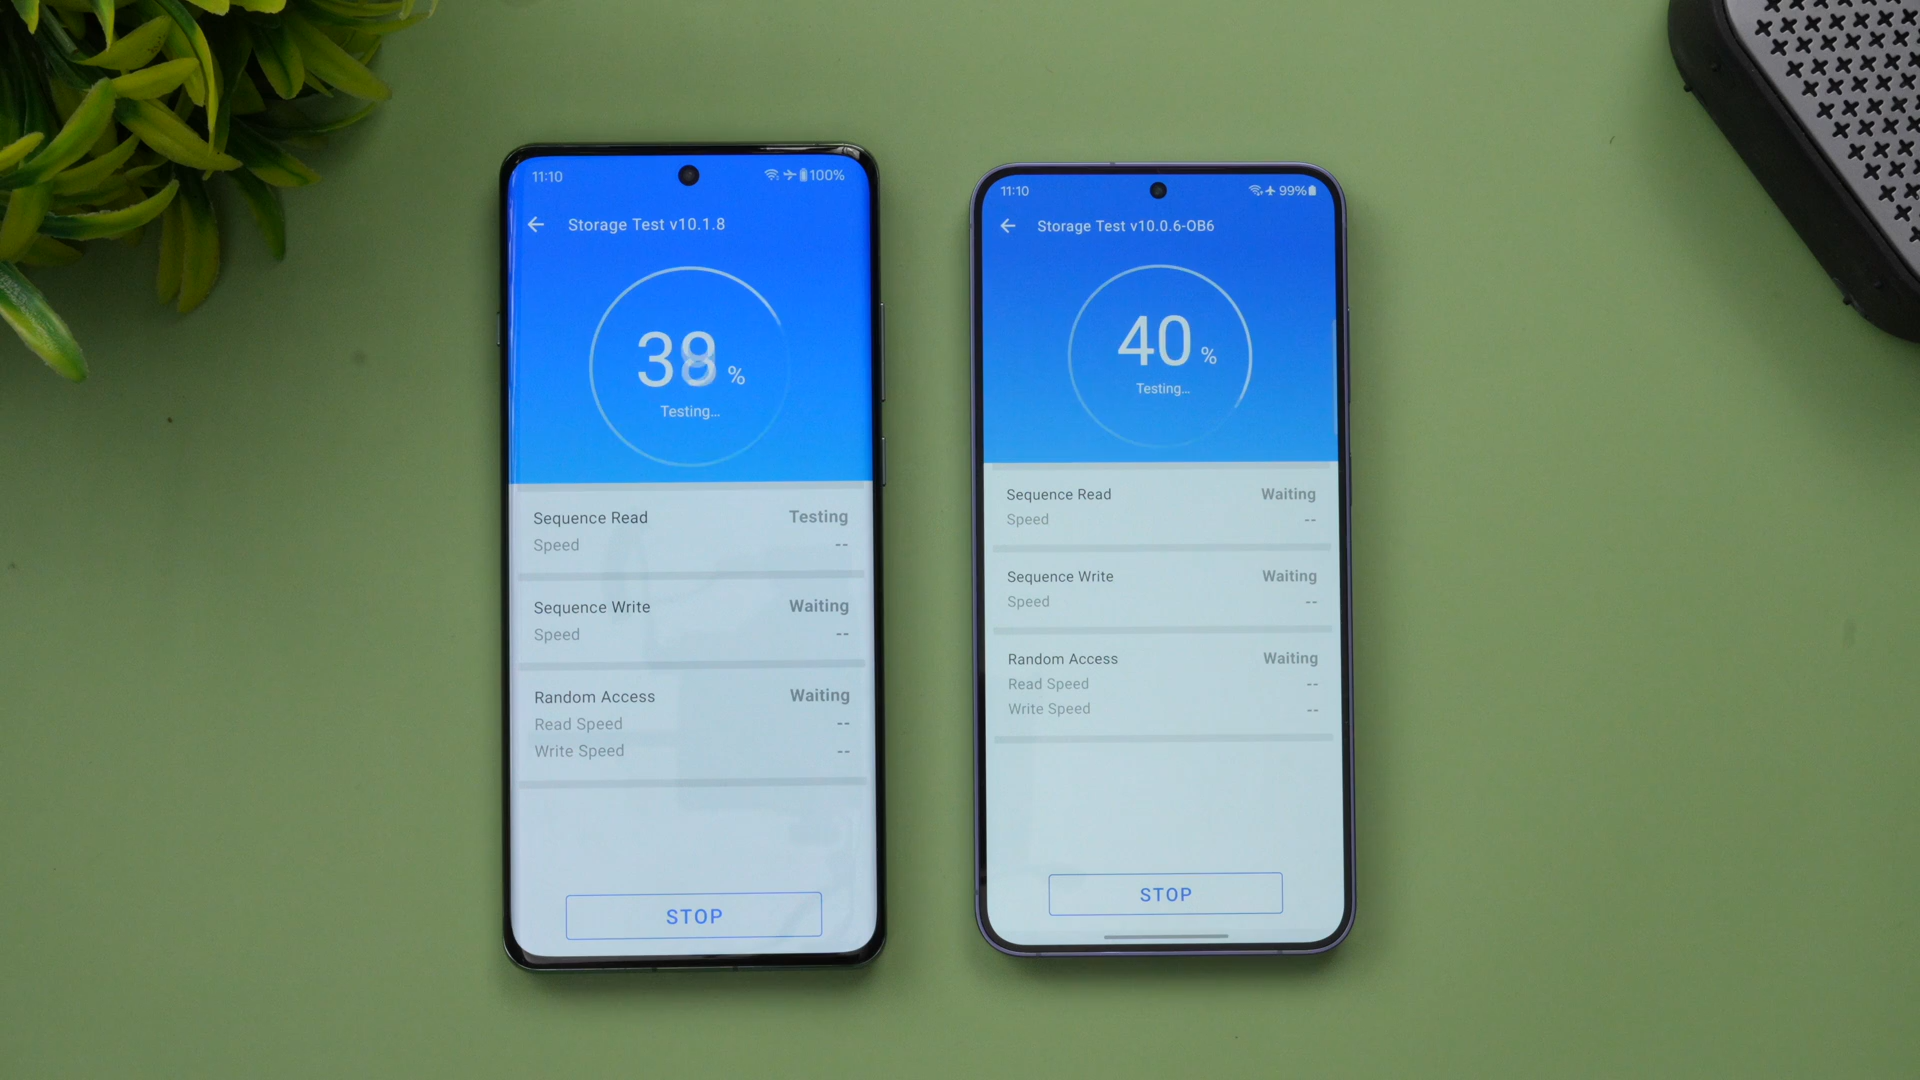 11:10
100%
Storage Test v10.1.8
38 %
Testing...
Sequence Read Testing
Speed --
Sequence Write Waiting
Speed --
Random Access Waiting
Read Speed --
Write Speed --
STOP
11:10
99%
Storage Test v10.0.6-OB6
40 %
Testing...
Sequence Read Waiting
Speed --
Sequence Write Waiting
Speed --
Random Access Waiting
Read Speed --
Write Speed --
STOP